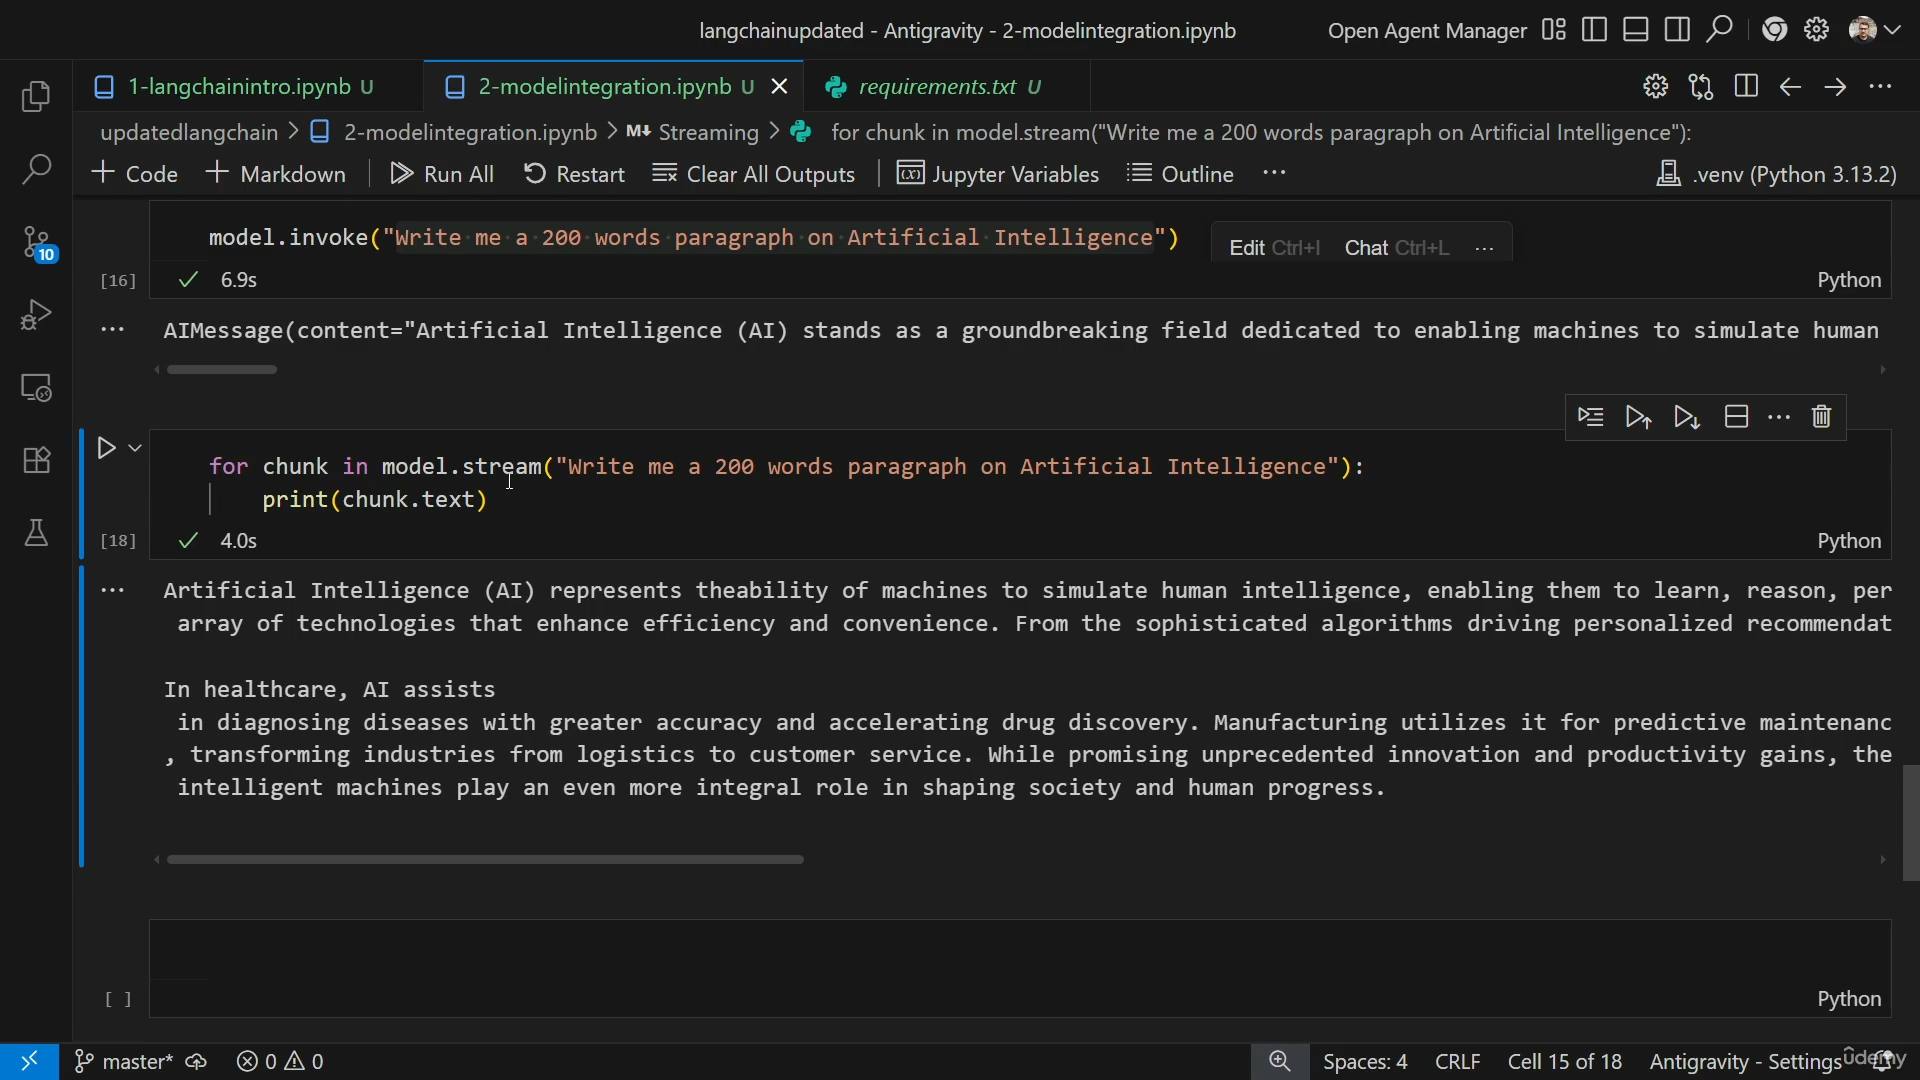 langchainupdated - Antigravity - 2-modelintegration.ipynb
Open Agent Manager
1-langchainintro.ipynb U
2-modelintegration.ipynb U
requirements.txt U
updatedlangchain > 2-modelintegration.ipynb > M↓ Streaming > for chunk in model.stream("Write me a 200 words paragraph on Artificial Intelligence"):
+ Code + Markdown Run All Restart Clear All Outputs Jupyter Variables Outline ... .venv (Python 3.13.2)
10
model.invoke("Write me a 200 words paragraph on Artificial Intelligence")
Edit Ctrl+I Chat Ctrl+L ...
[16] 6.9s Python
... AIMessage(content="Artificial Intelligence (AI) stands as a groundbreaking field dedicated to enabling machines to simulate human
for chunk in model.stream("Write me a 200 words paragraph on Artificial Intelligence"):
print(chunk.text)
[18] 4.0s Python
... Artificial Intelligence (AI) represents theability of machines to simulate human intelligence, enabling them to learn, reason, per
array of technologies that enhance efficiency and convenience. From the sophisticated algorithms driving personalized recommendat
In healthcare, AI assists
in diagnosing diseases with greater accuracy and accelerating drug discovery. Manufacturing utilizes it for predictive maintenanc
, transforming industries from logistics to customer service. While promising unprecedented innovation and productivity gains, the
intelligent machines play an even more integral role in shaping society and human progress.
[ ] Python
master* 0 0 Spaces: 4 CRLF Cell 15 of 18 Antigravity - Settings
ûdemy